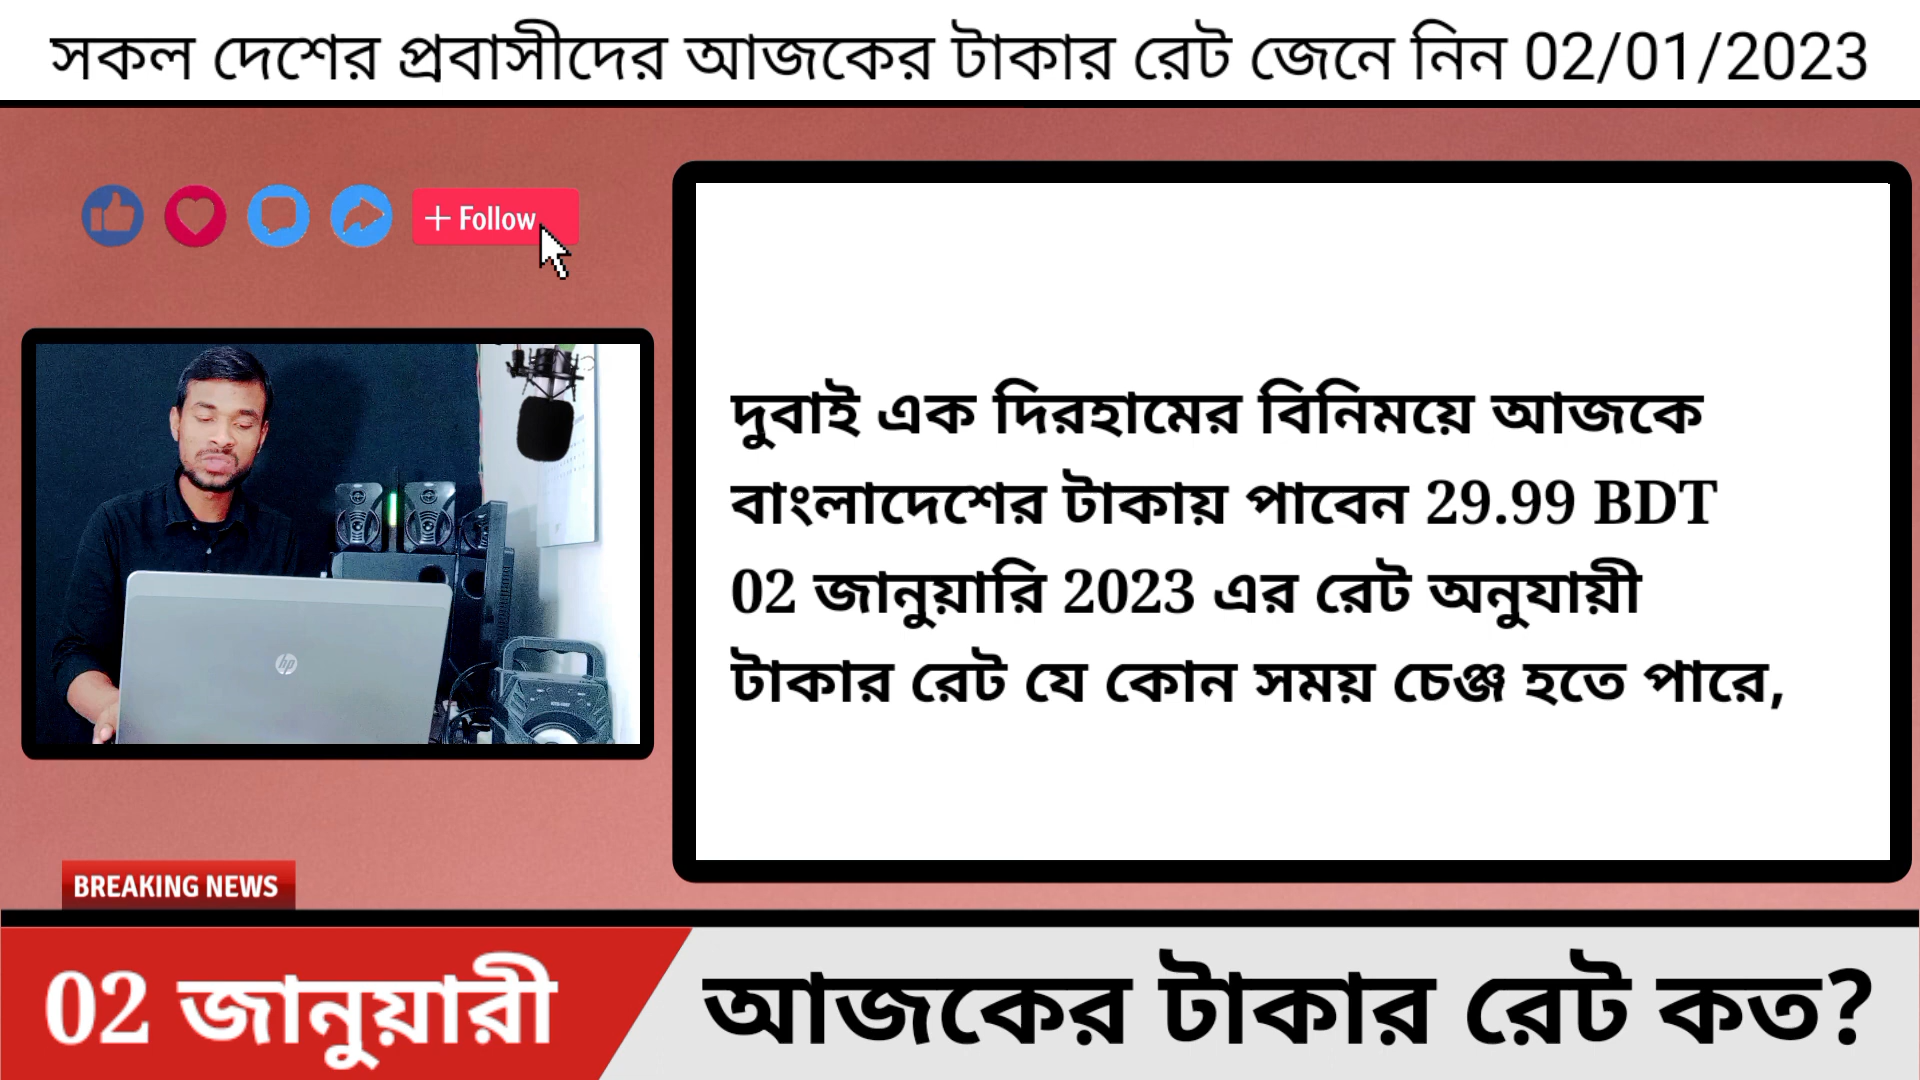 সকল দেশের প্রবাসীদের আজকের টাকার রেট জেনে নিন 02/01/2023
+ Follow
দুবাই এক দিরহামের বিনিময়ে আজকে
বাংলাদেশের টাকায় পাবেন 29.99 BDT
02 জানুয়ারি 2023 এর রেট অনুযায়ী
টাকার রেট যে কোন সময় চেঞ্জ হতে পারে,
hp
BREAKING NEWS
02 জানুয়ারী
আজকের টাকার রেট কত?